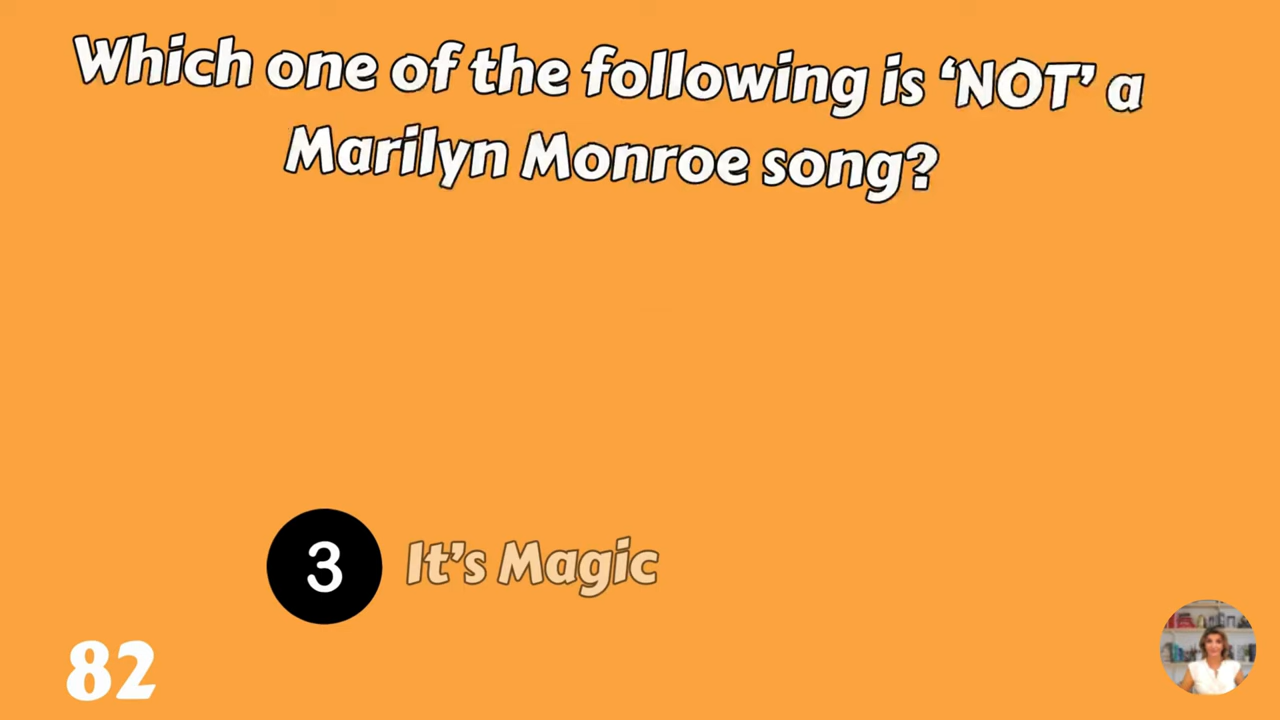 Which one of the following is ‘NOT’ a
Marilyn Monroe song?
3 It’s Magic
82